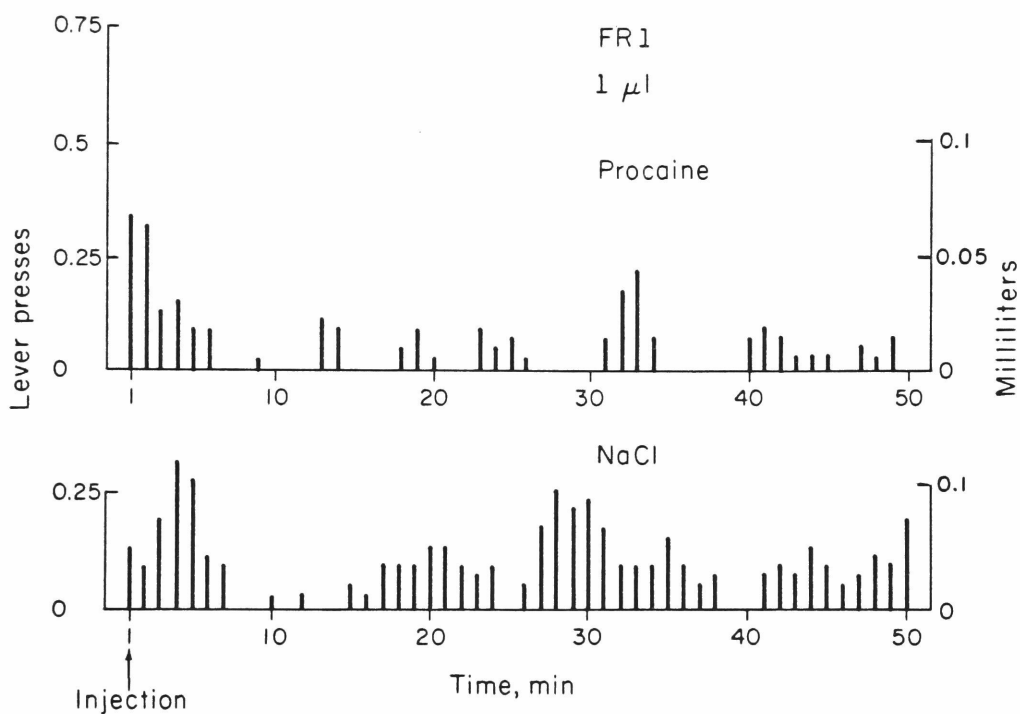 0.75
FR1
1 μl
0.5
0.1
Procaine
Lever presses
0.25
0.05
Milliliters
0
0
1 10 20 30 40 50
NaCl
0.25
0.1
0
0
1 10 20 30 40 50
Injection
Time, min